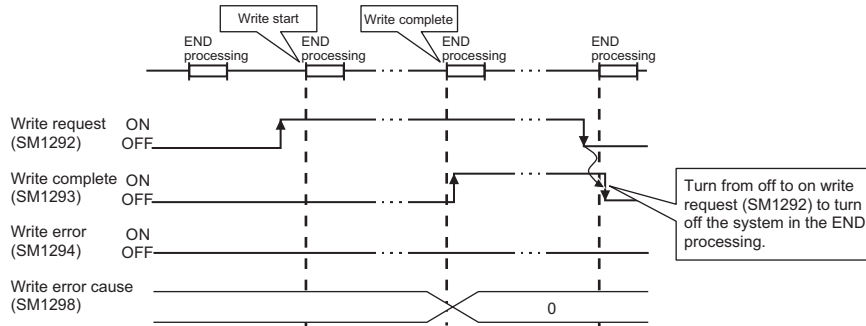 Write start
Write complete
END
processing
END
processing
END
processing
END
processing
Write request
(SM1292)
ON
OFF
Write complete
(SM1293)
ON
OFF
Turn from off to on write
request (SM1292) to turn
off the system in the END
processing.
Write error
(SM1294)
ON
OFF
Write error cause
(SM1298)
0